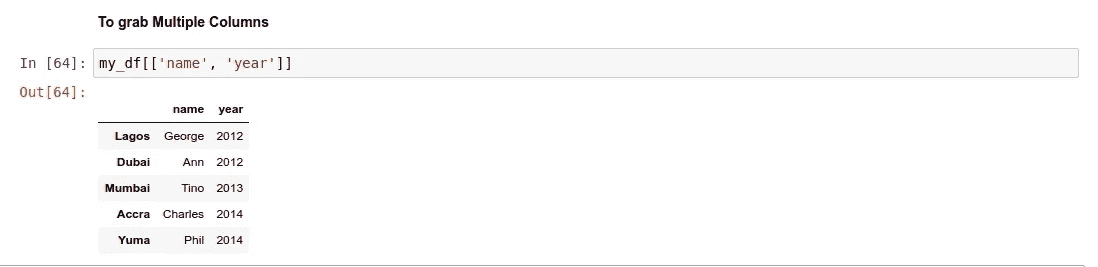 To grab Multiple Columns
In [64]: my_df[['name', 'year']]
Out[64]:
name year
Lagos George 2012
Dubai Ann 2012
Mumbai Tino 2013
Accra Charles 2014
Yuma Phil 2014